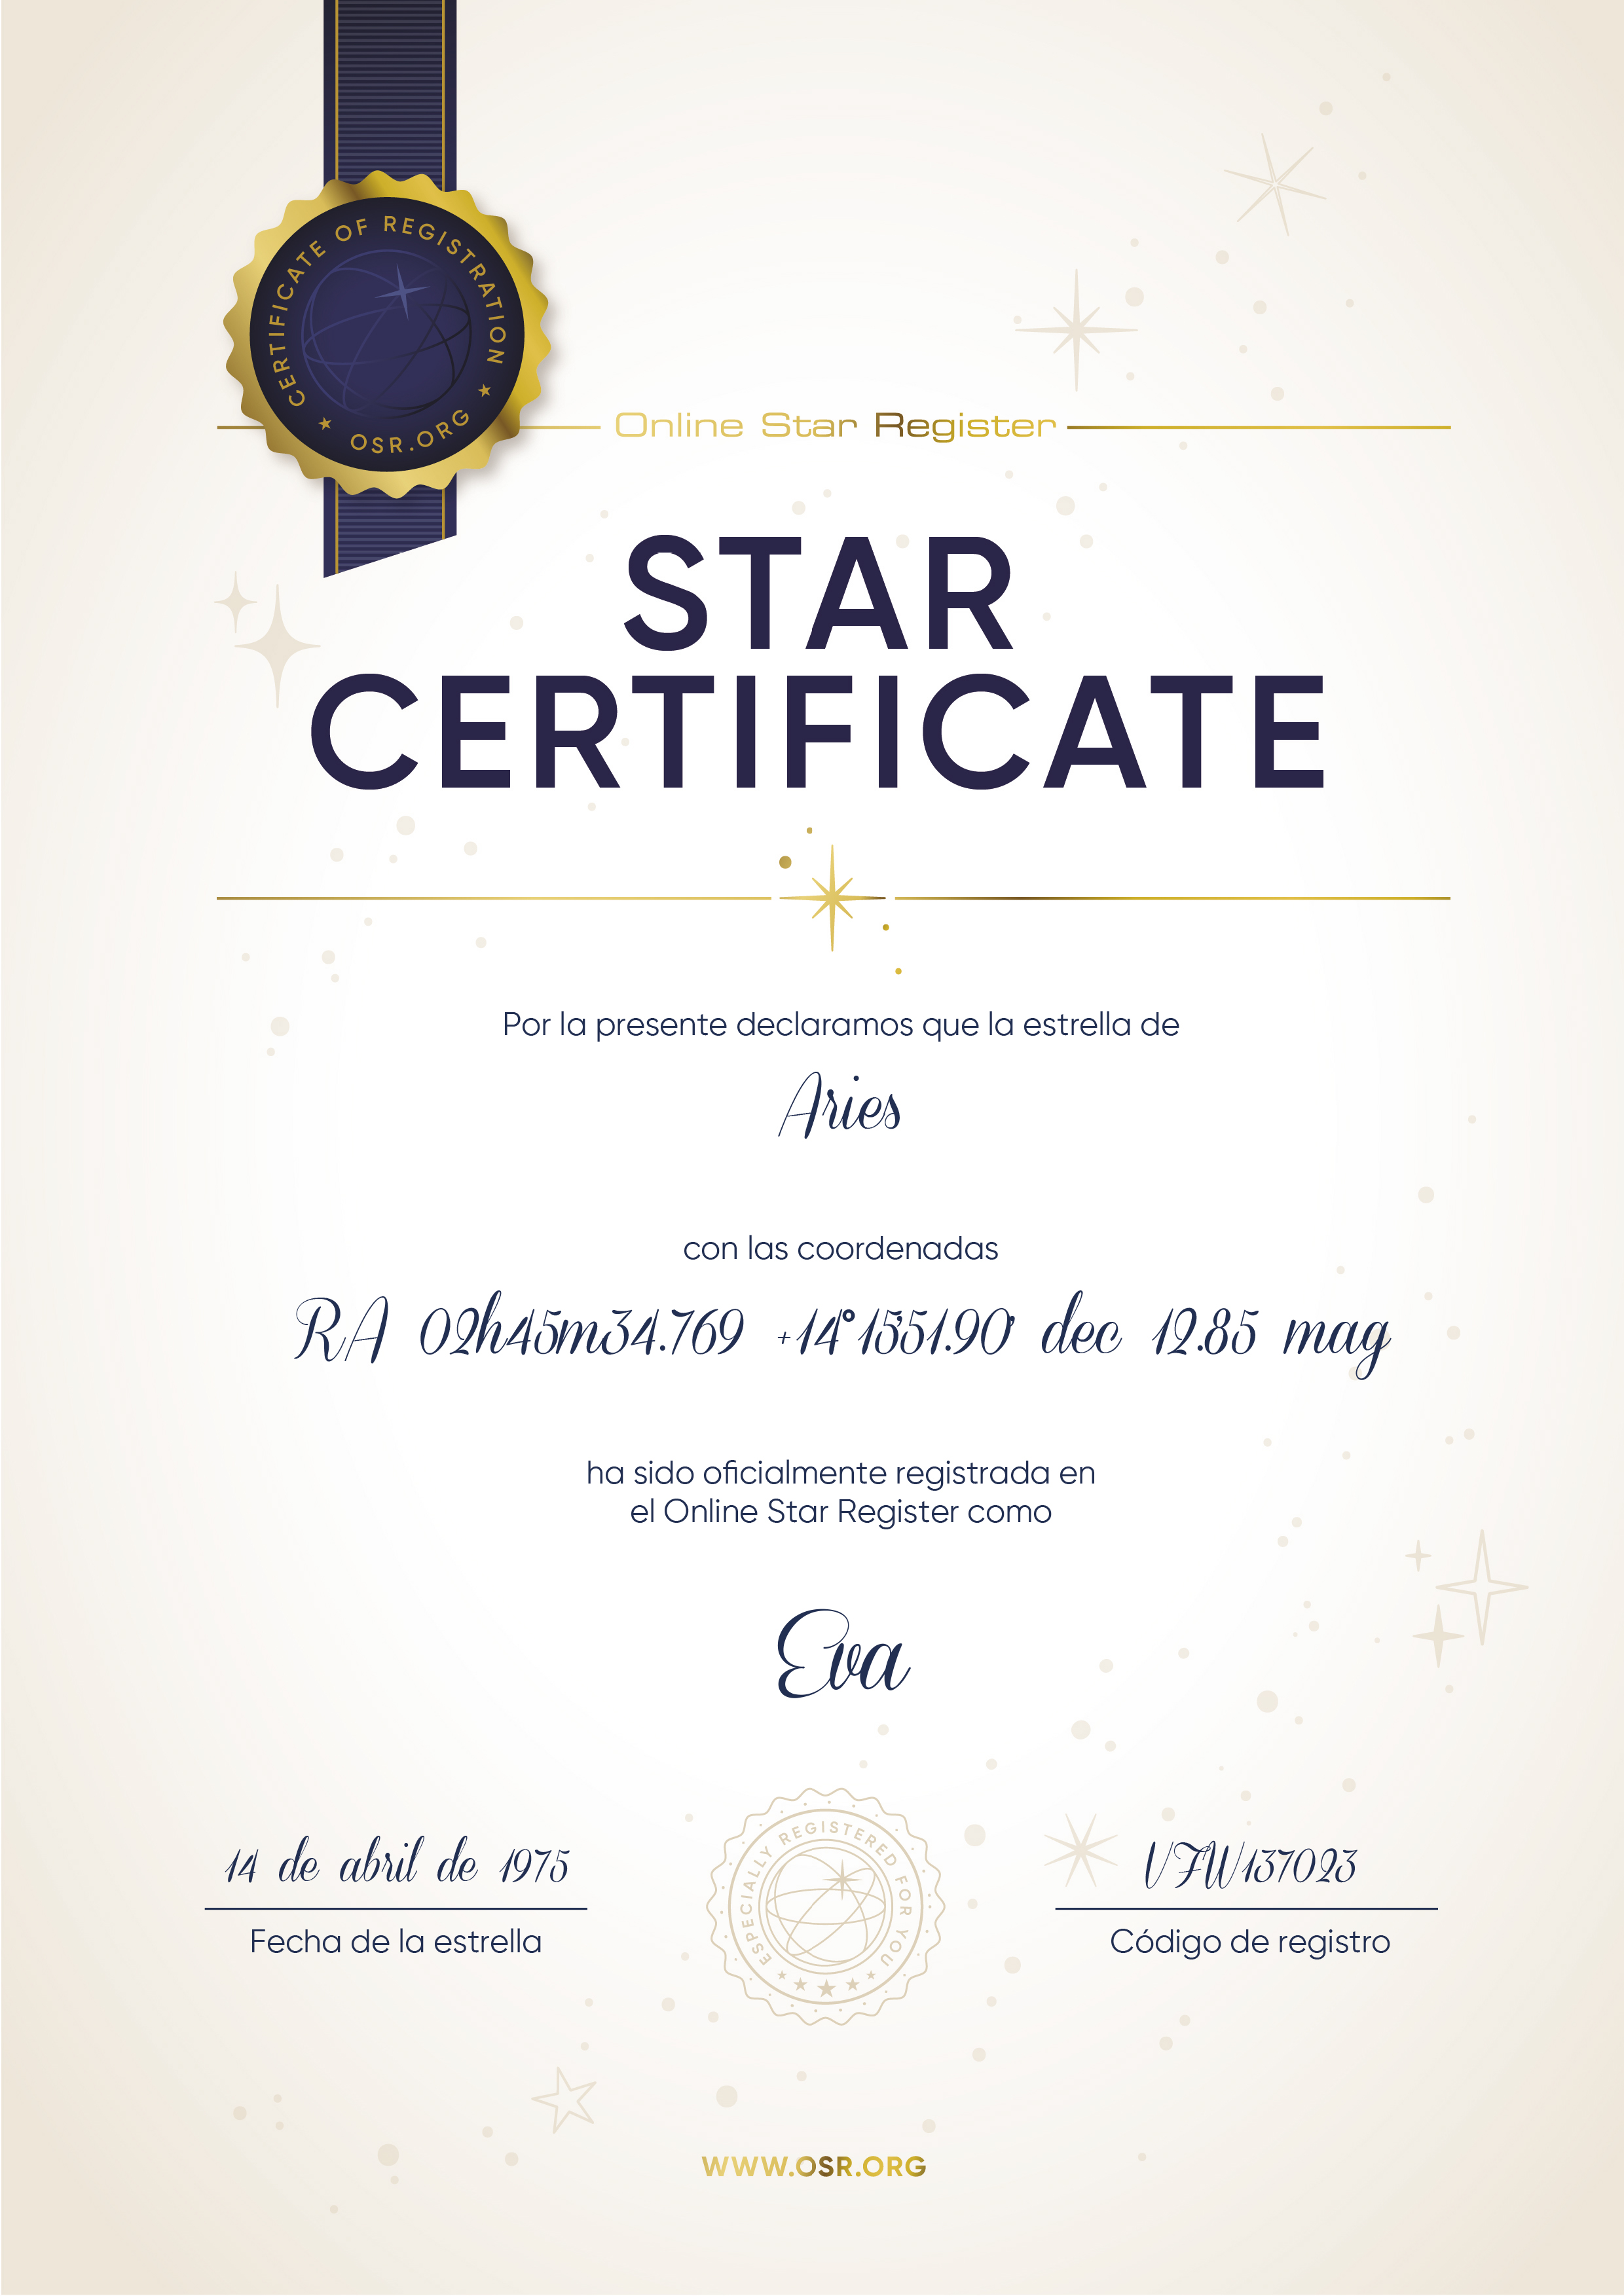 CERTIFICATE OF REGISTRATION
OSR.ORG
Online Star Register
STAR
CERTIFICATE
Por la presente declaramos que la estrella de
Aries
con las coordenadas
RA 02h45m34.769 +14°15'51.90" dec 12.85 mag
ha sido oficialmente registrada en
el Online Star Register como
Eva
14 de abril de 1975
Fecha de la estrella
ESPECIALLY REGISTERED FOR YOU
VFW137023
Código de registro
WWW.OSR.ORG